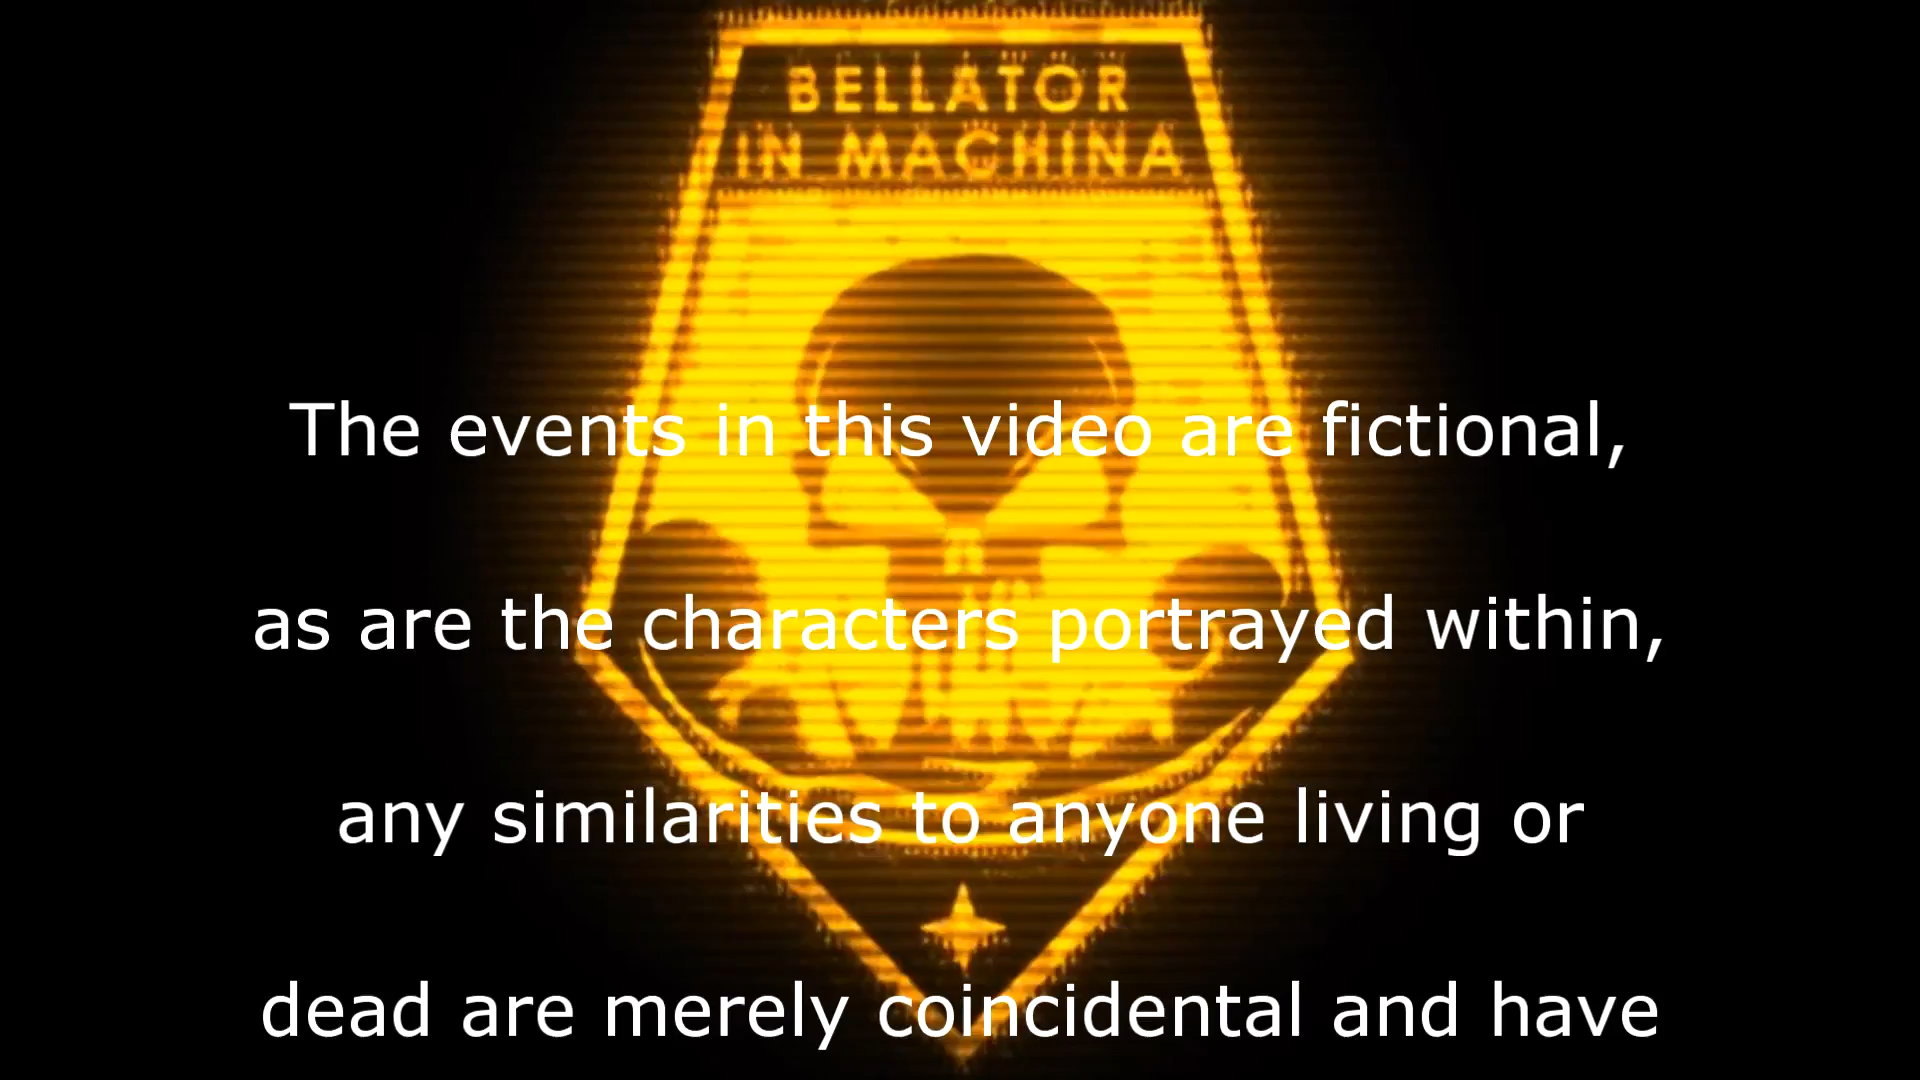 BELLATOR
IN MACHINA
The events in this video are fictional,
as are the characters portrayed within,
any similarities to anyone living or
dead are merely coincidental and have